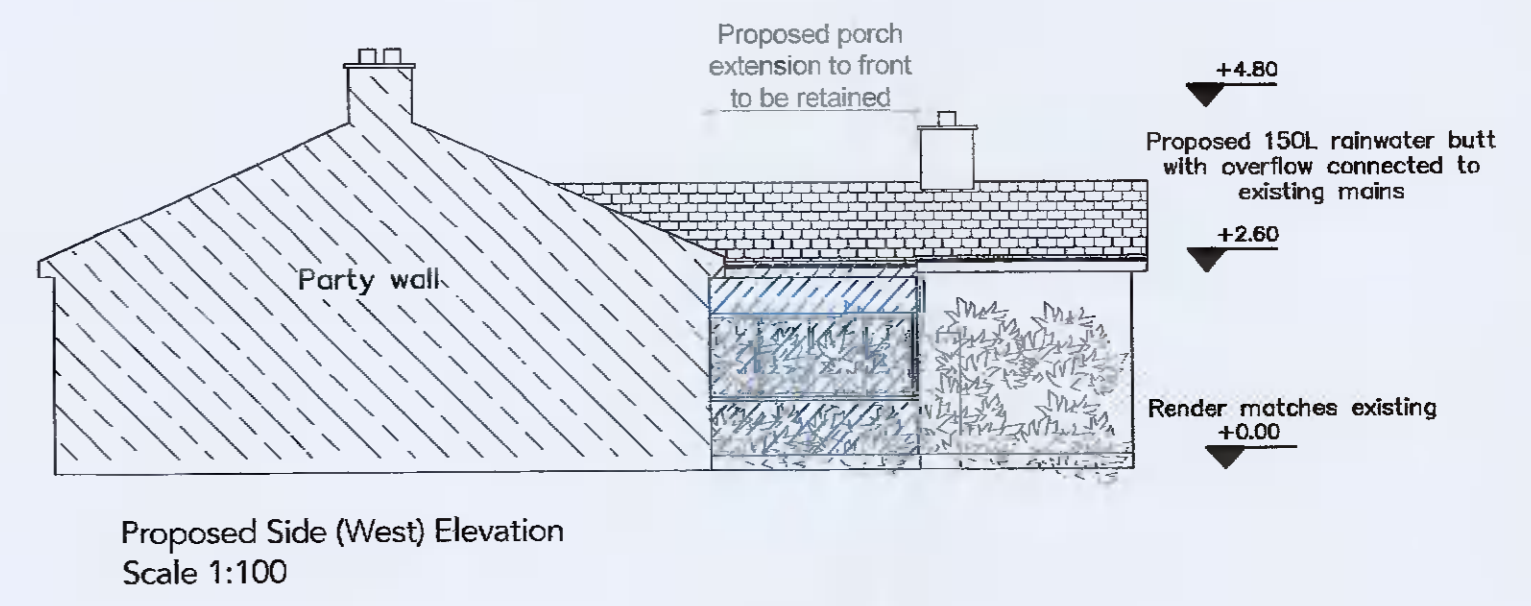 Proposed porch
extension to front
to be retained
+4.80
Proposed 150L rainwater butt
with overflow connected to
existing mains
+2.60
Party wall
Render matches existing
+0.00
Proposed Side (West) Elevation
Scale 1:100